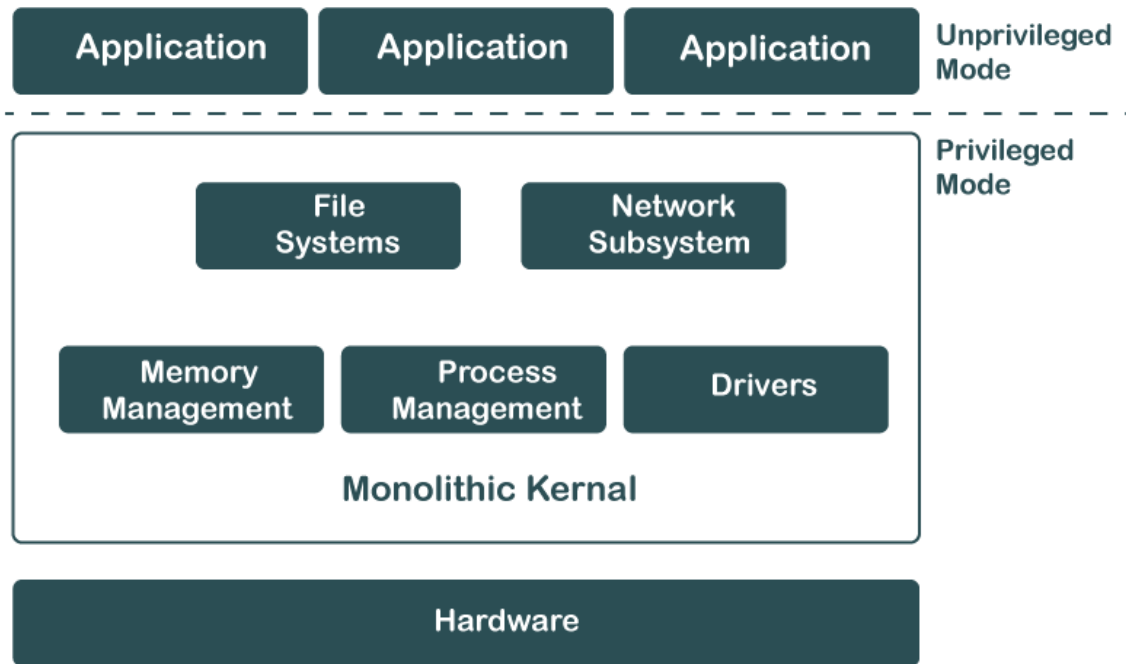 Application
Application
Application
Unprivileged
Mode
Privileged
Mode
File
Systems
Network
Subsystem
Memory
Management
Process
Management
Drivers
Monolithic Kernal
Hardware